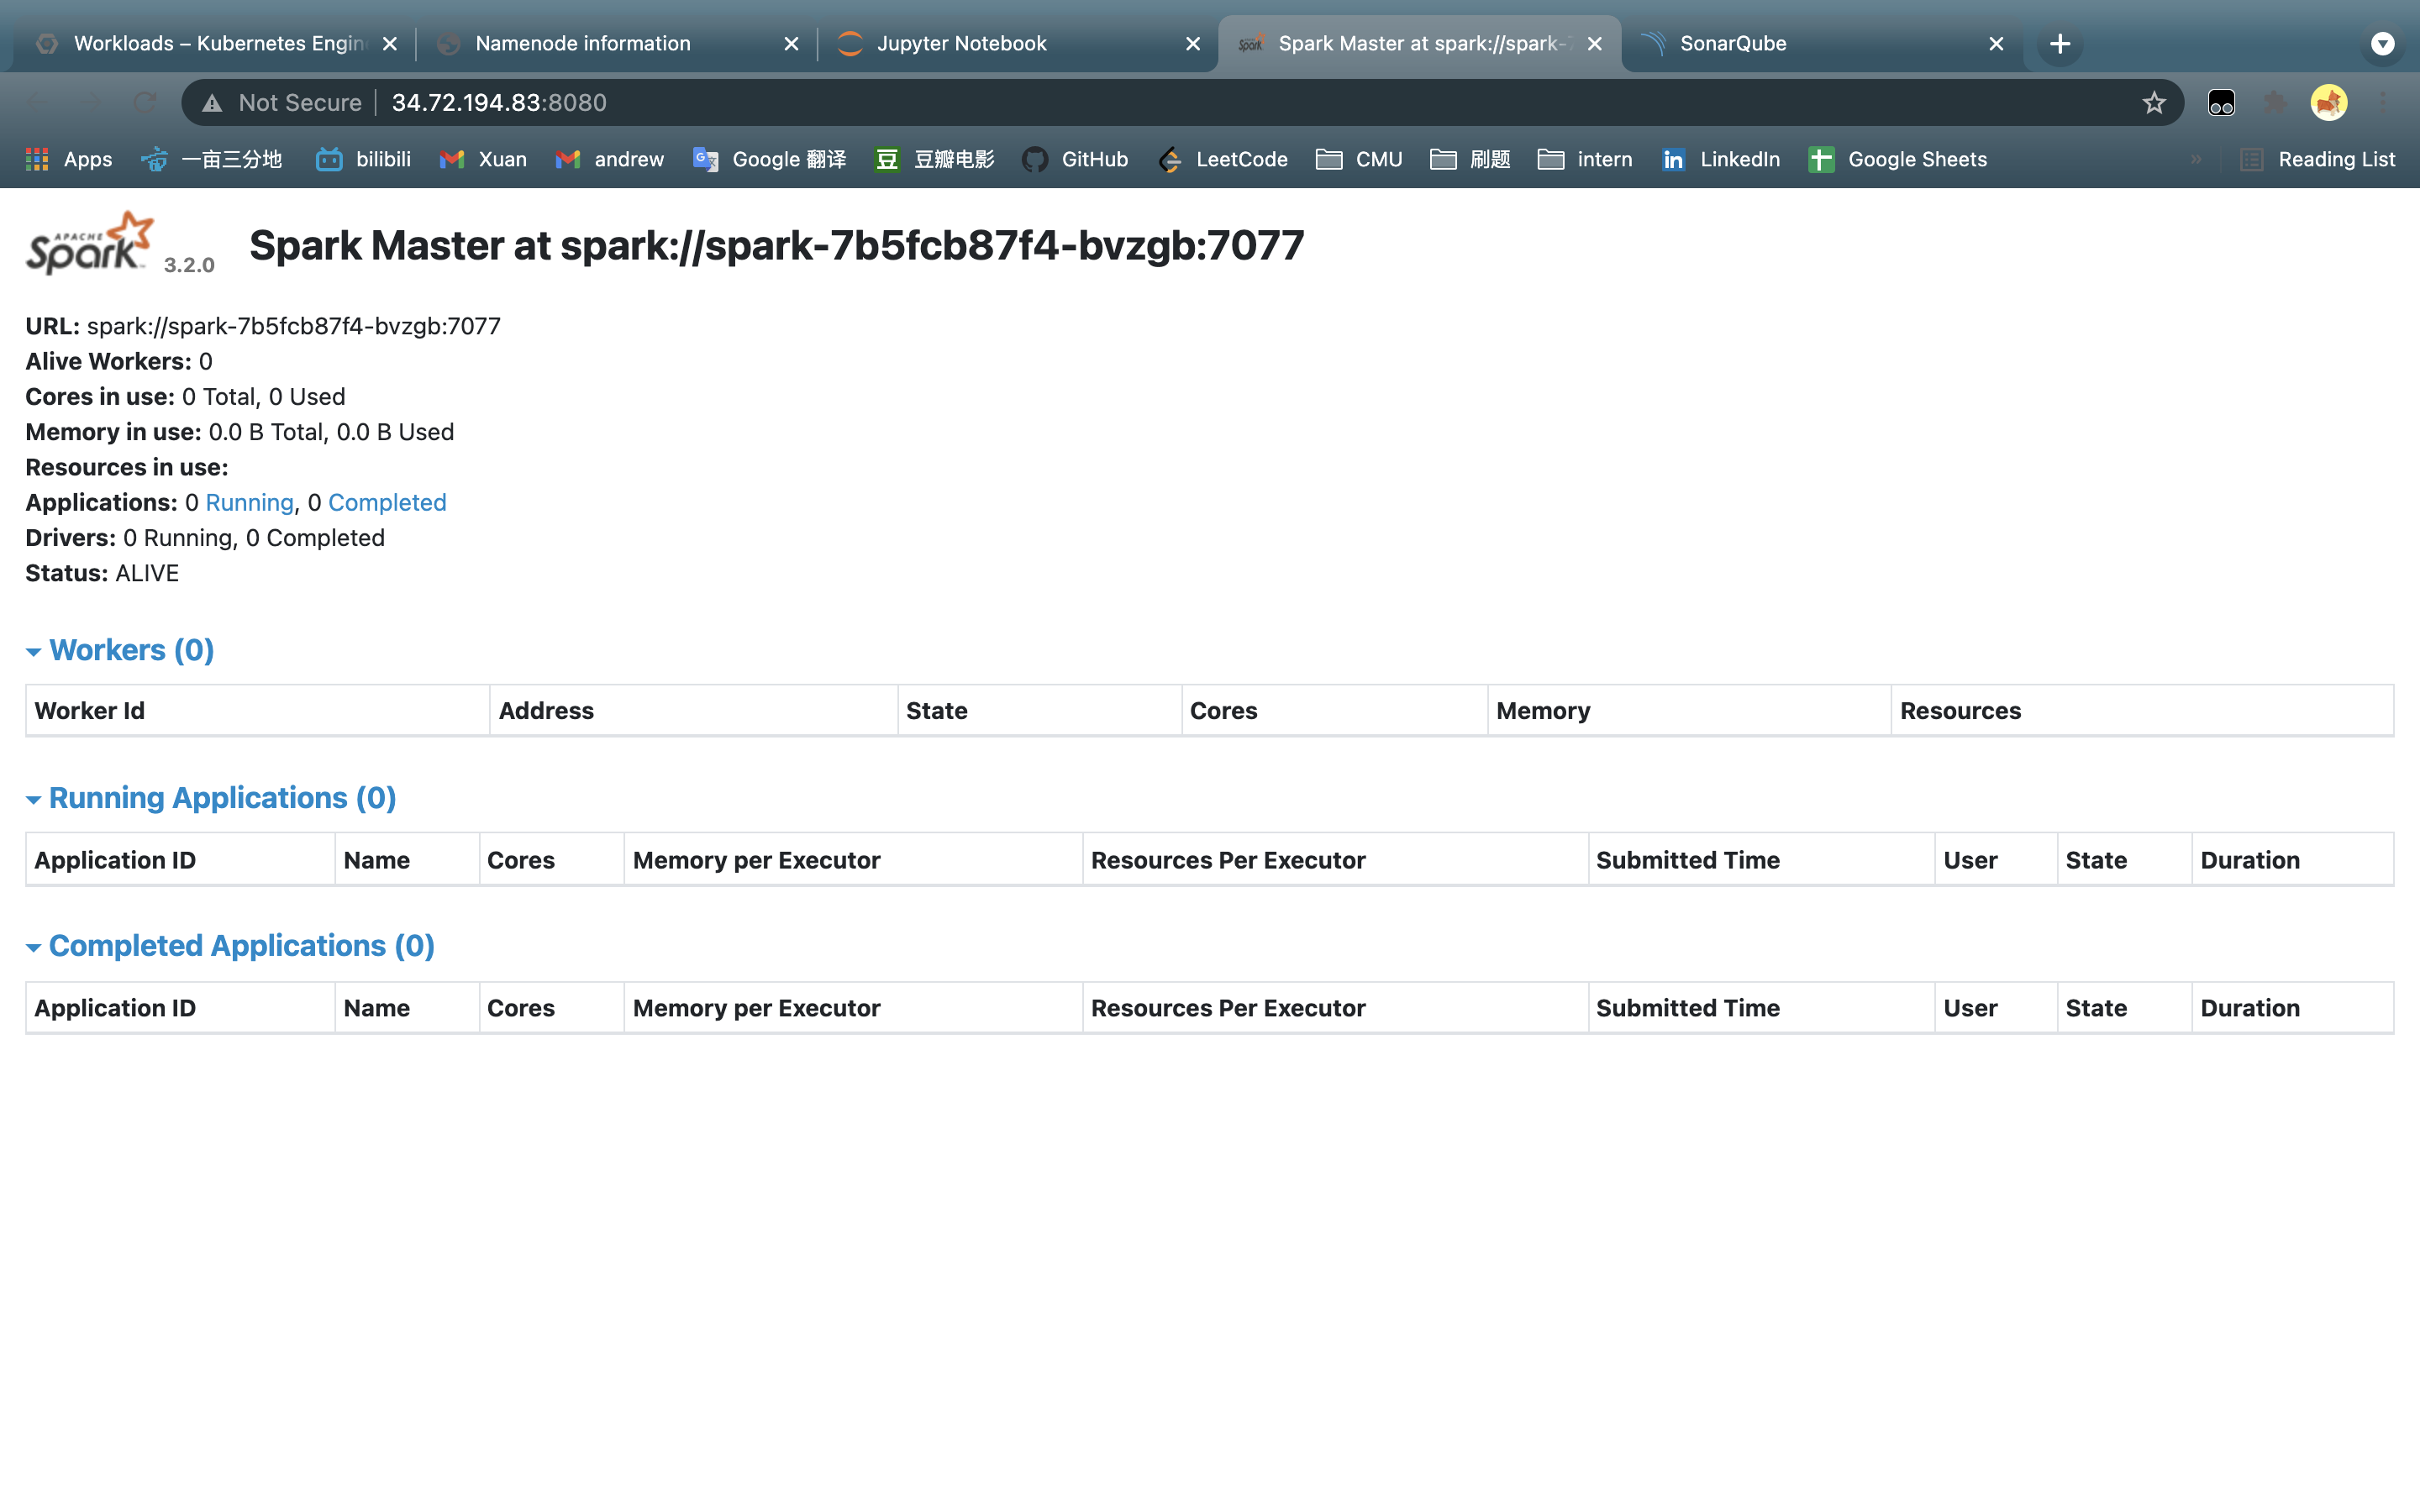 Workloads – Kubernetes Engin
Namenode information
Jupyter Notebook
Spark Master at spark://spark-7
SonarQube
Not Secure
34.72.194.83:8080
Apps
一亩三分地
bilibili
Xuan
andrew
Google 翻译
豆 豆瓣电影
GitHub
LeetCode
CMU
刷题
intern
LinkedIn
Google Sheets
»
Reading List
APACHE
Spark 3.2.0
Spark Master at spark://spark-7b5fcb87f4-bvzgb:7077
URL: spark://spark-7b5fcb87f4-bvzgb:7077
Alive Workers: 0
Cores in use: 0 Total, 0 Used
Memory in use: 0.0 B Total, 0.0 B Used
Resources in use:
Applications: 0 Running, 0 Completed
Drivers: 0 Running, 0 Completed
Status: ALIVE
Workers (0)
Worker Id Address State Cores Memory Resources
Running Applications (0)
Application ID Name Cores Memory per Executor Resources Per Executor Submitted Time User State Duration
Completed Applications (0)
Application ID Name Cores Memory per Executor Resources Per Executor Submitted Time User State Duration